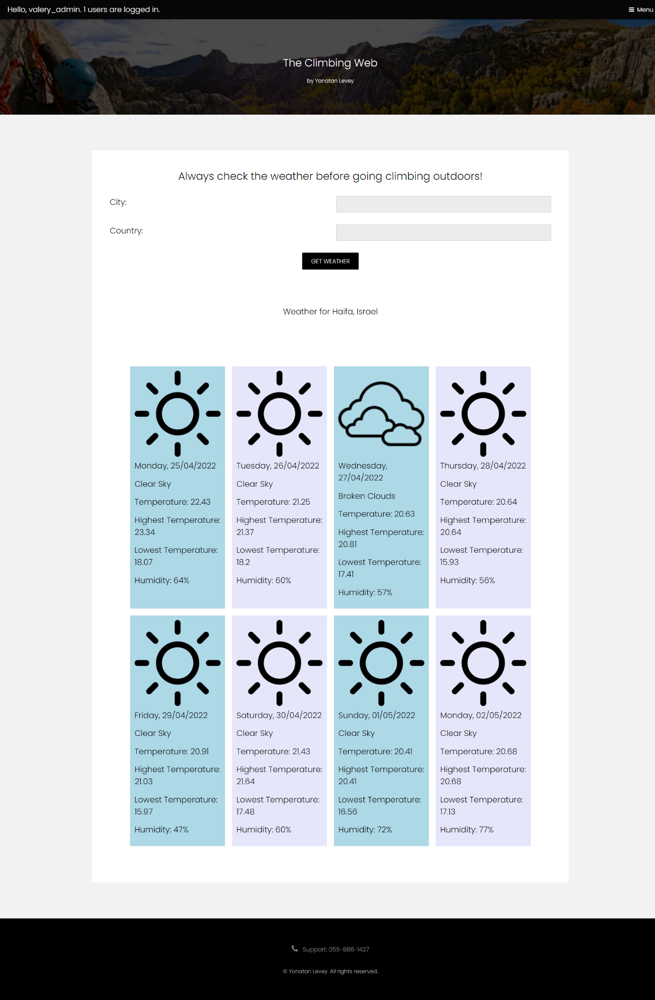 Hello, valery_admin. 1 users are logged in.
Menu
The Climbing Web
by Yonatan Levey
Always check the weather before going climbing outdoors!
City:
Country:
GET WEATHER
Weather for Haifa, Israel
Monday, 25/04/2022
Clear Sky
Temperature: 22.43
Highest Temperature:
23.34
Lowest Temperature:
18.07
Humidity: 64%
Tuesday, 26/04/2022
Clear Sky
Temperature: 21.25
Highest Temperature:
21.37
Lowest Temperature:
18.2
Humidity: 60%
Wednesday,
27/04/2022
Broken Clouds
Temperature: 20.63
Highest Temperature:
20.81
Lowest Temperature:
17.41
Humidity: 57%
Thursday, 28/04/2022
Clear Sky
Temperature: 20.64
Highest Temperature:
20.64
Lowest Temperature:
15.93
Humidity: 56%
Friday, 29/04/2022
Clear Sky
Temperature: 20.91
Highest Temperature:
21.03
Lowest Temperature:
15.97
Humidity: 47%
Saturday, 30/04/2022
Clear Sky
Temperature: 21.43
Highest Temperature:
21.64
Lowest Temperature:
17.48
Humidity: 60%
Sunday, 01/05/2022
Clear Sky
Temperature: 20.41
Highest Temperature:
20.41
Lowest Temperature:
16.56
Humidity: 72%
Monday, 02/05/2022
Clear Sky
Temperature: 20.68
Highest Temperature:
20.68
Lowest Temperature:
17.13
Humidity: 77%
Support: 055-886-1427
© Yonatan Levey. All rights reserved.